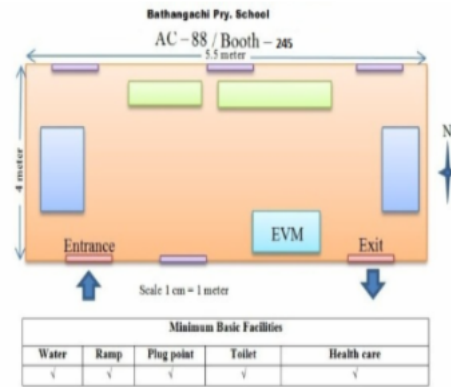 Bathangachi Pry. School
AC-88 / Booth - 245
5.5 meter
4 meter
N
EVM
Entrance
Exit
Scale 1 cm = 1 meter
Minimum Basic Facilities
Water Ramp Plug point Toilet Health care
√ √ √ √ √